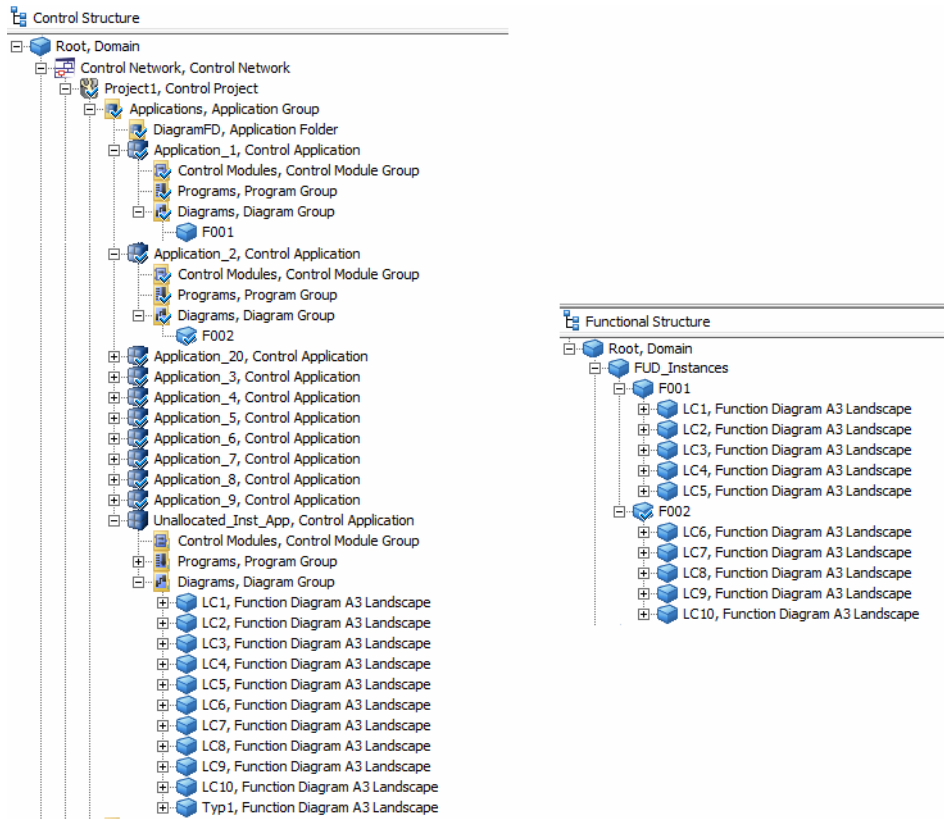 Control Structure
Root, Domain
Control Network, Control Network
Project1, Control Project
Applications, Application Group
DiagramFD, Application Folder
Application_1, Control Application
Control Modules, Control Module Group
Programs, Program Group
Diagrams, Diagram Group
F001
Application_2, Control Application
Control Modules, Control Module Group
Programs, Program Group
Diagrams, Diagram Group
F002
Application_20, Control Application
Application_3, Control Application
Application_4, Control Application
Application_5, Control Application
Application_6, Control Application
Application_7, Control Application
Application_8, Control Application
Application_9, Control Application
Unallocated_Inst_App, Control Application
Control Modules, Control Module Group
Programs, Program Group
Diagrams, Diagram Group
LC1, Function Diagram A3 Landscape
LC2, Function Diagram A3 Landscape
LC3, Function Diagram A3 Landscape
LC4, Function Diagram A3 Landscape
LC5, Function Diagram A3 Landscape
LC6, Function Diagram A3 Landscape
LC7, Function Diagram A3 Landscape
LC8, Function Diagram A3 Landscape
LC9, Function Diagram A3 Landscape
LC10, Function Diagram A3 Landscape
Typ1, Function Diagram A3 Landscape
Functional Structure
Root, Domain
FUD_Instances
F001
LC1, Function Diagram A3 Landscape
LC2, Function Diagram A3 Landscape
LC3, Function Diagram A3 Landscape
LC4, Function Diagram A3 Landscape
LC5, Function Diagram A3 Landscape
F002
LC6, Function Diagram A3 Landscape
LC7, Function Diagram A3 Landscape
LC8, Function Diagram A3 Landscape
LC9, Function Diagram A3 Landscape
LC10, Function Diagram A3 Landscape